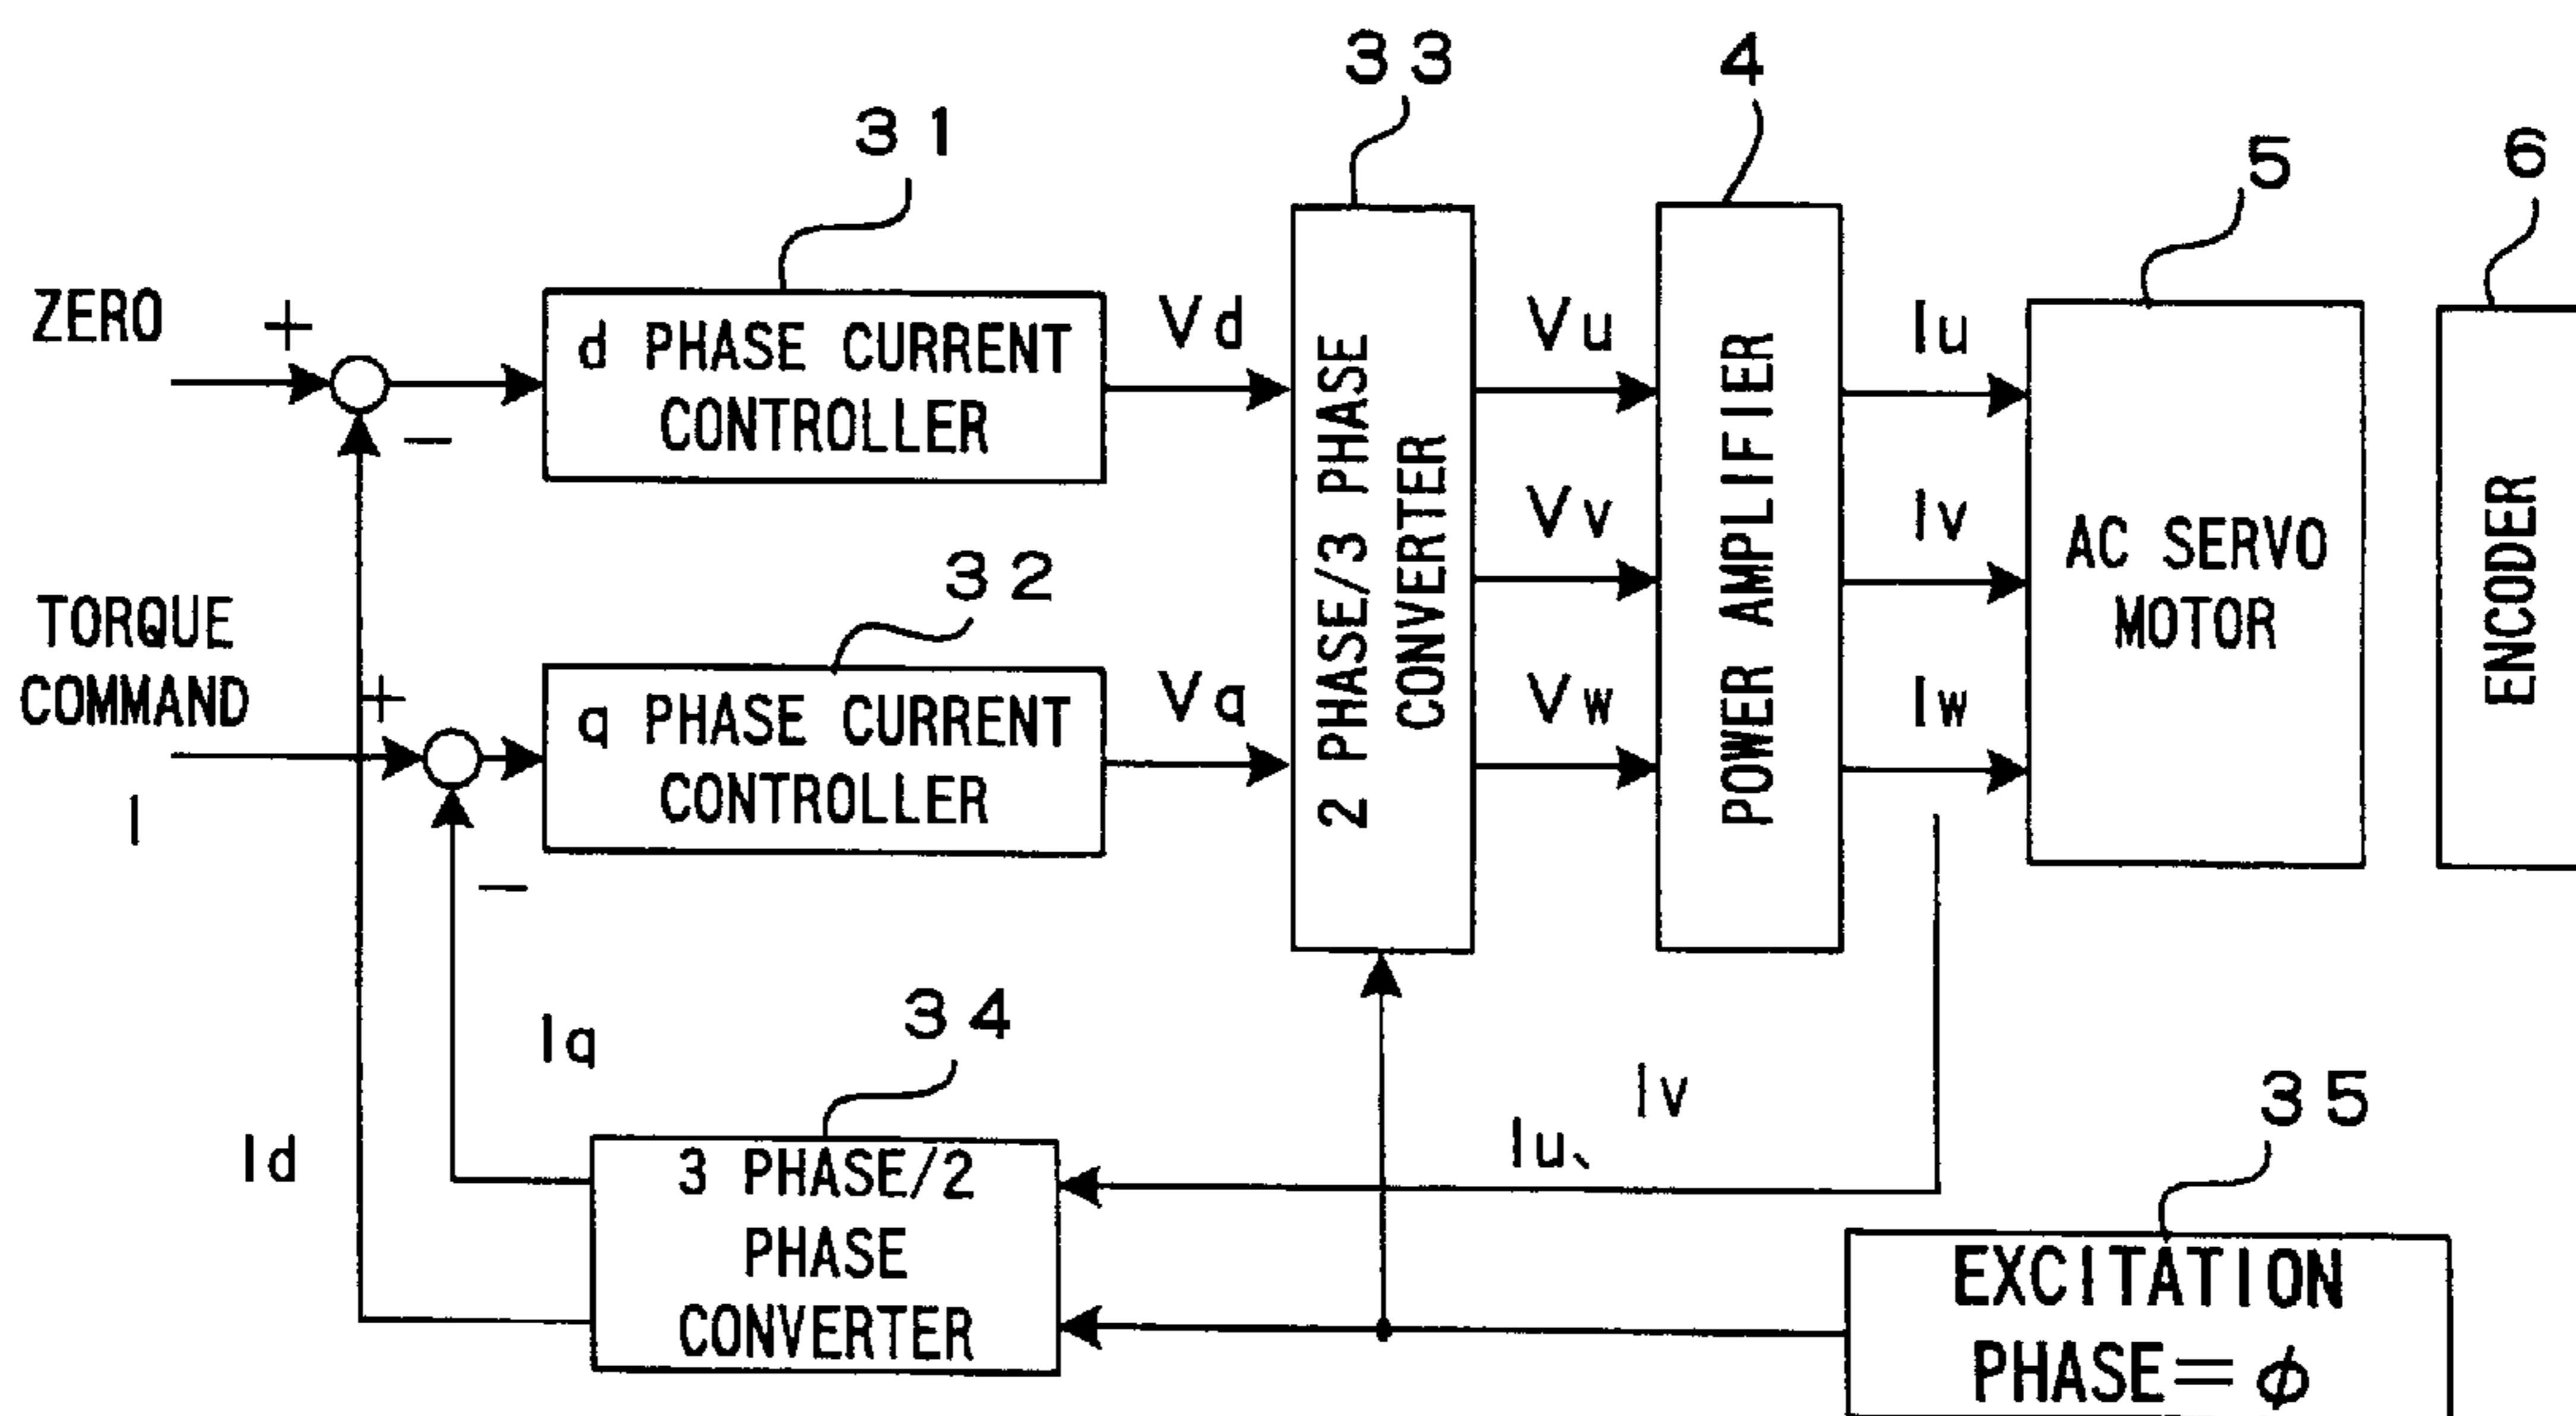 33
4
31
5
6
ZERO
+
d PHASE CURRENT
CONTROLLER
Vd
2 PHASE/3 PHASE
CONVERTER
Vu
POWER AMPLIFIER
Iu
−
Vv
Iv
AC SERVO
MOTOR
ENCODER
32
TORQUE
COMMAND
I
+
q PHASE CURRENT
CONTROLLER
Vq
Vw
Iw
−
Iq
34
Id
Iv
Iu、
35
3 PHASE/2
PHASE
CONVERTER
EXCITATION
PHASE=φ